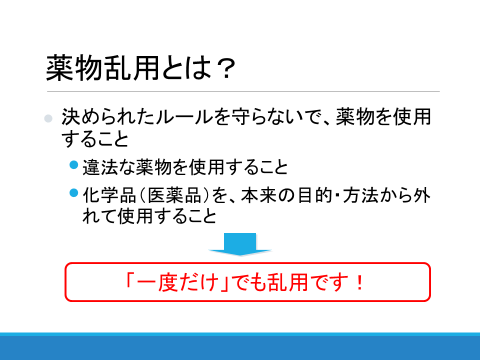 薬物乱用とは？
決められたルールを守らないで、薬物を使用
すること
違法な薬物を使用すること
化学品（医薬品）を、本来の目的・方法から外
れて使用すること
「一度だけ」でも乱用です！